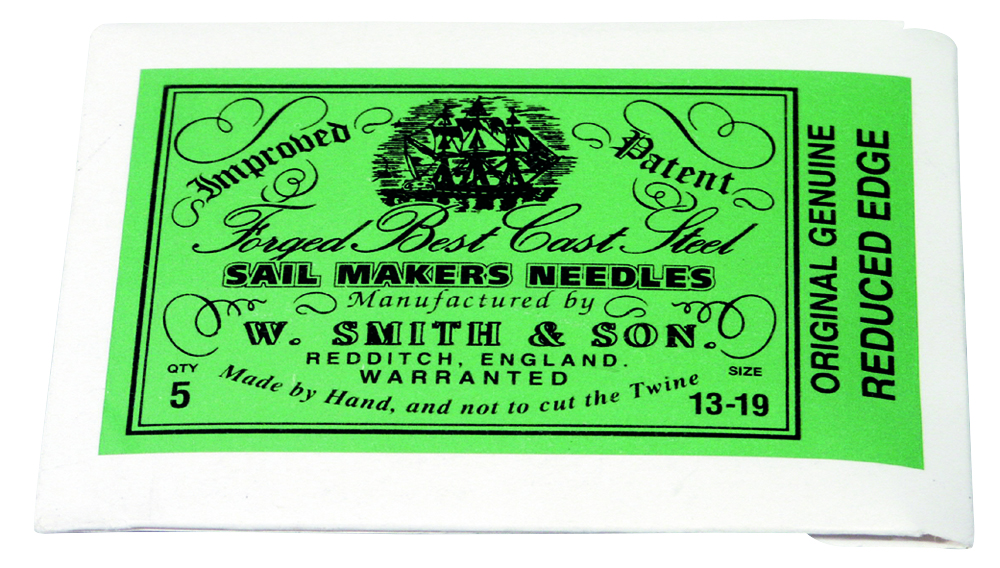 Improved Patent
Forged Best Cast Steel
SAIL MAKERS NEEDLES
Manufactured by
W. SMITH & SON.
REDDITCH, ENGLAND.
WARRANTED
Made by Hand, and not to cut the Twine
QTY
5
SIZE
13-19
ORIGINAL GENUINE
REDUCED EDGE